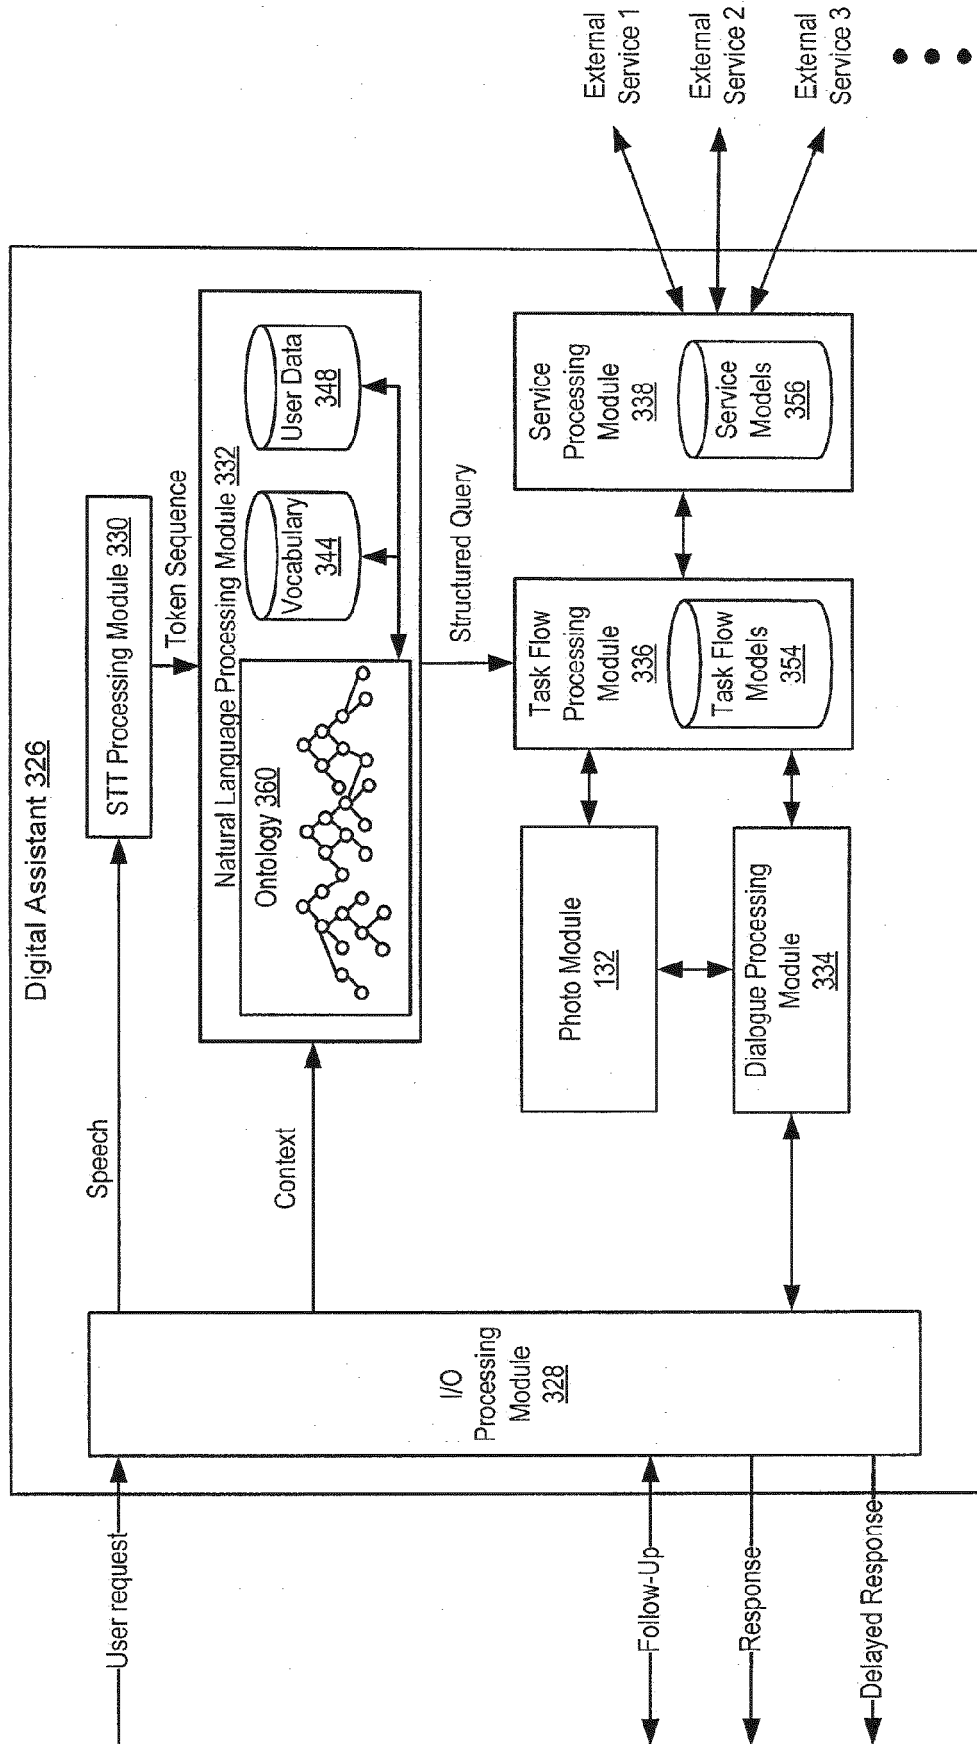 Digital Assistant 326
User request
Speech
STT Processing Module 330
Token Sequence
Context
Natural Language Processing Module 332
Ontology 360
Vocabulary
344
User Data
348
Structured Query
I/O
Processing
Module
328
Follow-Up
Response
Delayed Response
Photo Module
132
Dialogue Processing
Module
334
Task Flow
Processing
Module
336
Task Flow
Models
354
Service
Processing
Module
338
Service
Models
356
External
Service 1
External
Service 2
External
Service 3